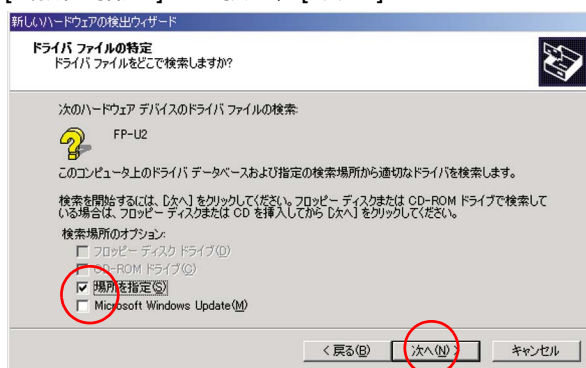 新しいハードウェアの検出ウィザード
ドライバ ファイルの特定
ドライバ ファイルをどこで検索しますか?
次のハードウェア デバイスのドライバ ファイルの検索:
FP-U2
このコンピュータ上のドライバ データベースおよび指定の検索場所から適切なドライバを検索します。
検索を開始するには、[次へ] をクリックしてください。フロッピー ディスクまたは CD-ROM ドライブで検索して
いる場合は、フロッピー ディスクまたは CD を挿入してから [次へ] をクリックしてください。
検索場所のオプション:
フロッピー ディスク ドライブ(D)
CD-ROM ドライブ(C)
場所を指定(S)
Microsoft Windows Update(M)
< 戻る(B) 次へ(N) > キャンセル